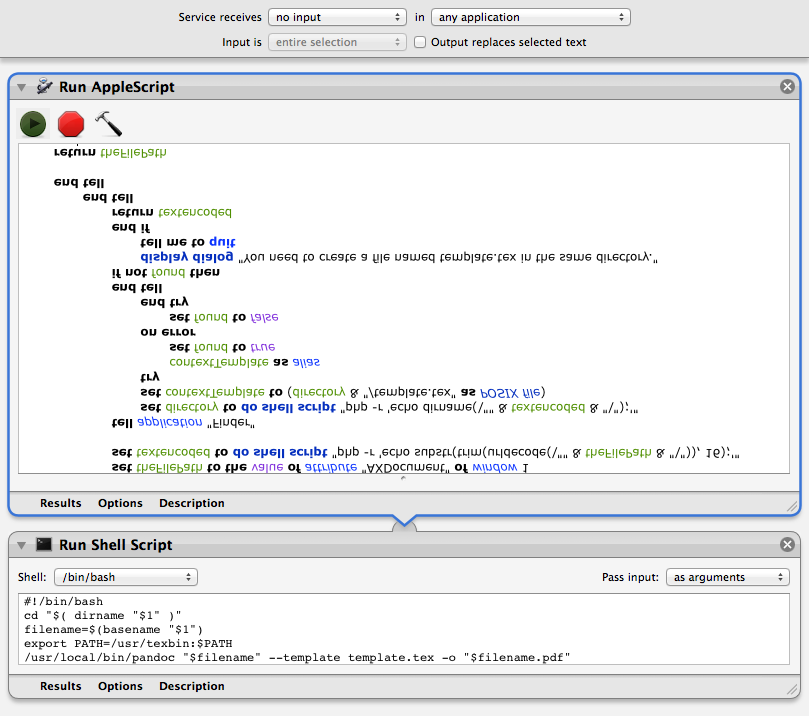 Service receives no input in any application
Input is entire selection Output replaces selected text
Run AppleScript
set theFilePath to the value of attribute "AXDocument" of window 1
set textencoded to do shell script "php -r 'echo substr(trim(urldecode(\"" & theFilePath & "\")), 16);'"
tell application "Finder"
set directory to do shell script "php -r 'echo dirname(\"" & textencoded & "\");'"
set contextTemplate to (directory & "/template.tex" as POSIX file)
try
contextTemplate as alias
set found to true
on error
set found to false
end try
end tell
if not found then
display dialog "You need to create a file named template.tex in the same directory."
tell me to quit
end if
return textencoded
end tell
end tell
return theFilePath
Results Options Description
Run Shell Script
Shell: /bin/bash Pass input: as arguments
#!/bin/bash
cd "$( dirname "$1" )"
filename=$(basename "$1")
export PATH=/usr/texbin:$PATH
/usr/local/bin/pandoc "$filename" --template template.tex -o "$filename.pdf"
Results Options Description